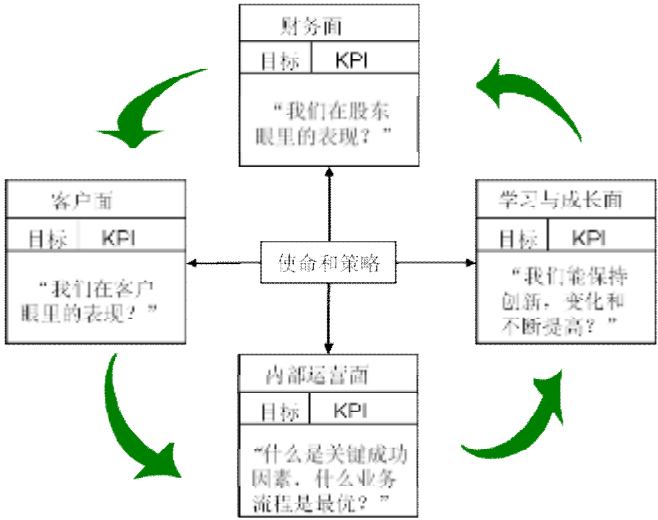 财务面
目标 KPI
“我们在股东
眼里的表现？”
客户面
目标 KPI
“我们在客户
眼里的表现？”
使命和策略
学习与成长面
目标 KPI
“我们能保持
创新，变化和
不断提高？”
内部运营面
目标 KPI
“什么是关键成功
因素，什么业务
流程是最优？”